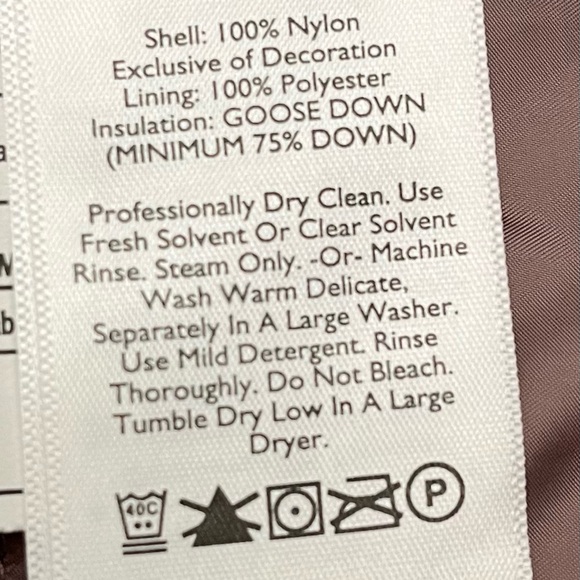 Shell: 100% Nylon
Exclusive of Decoration
Lining: 100% Polyester
Insulation: GOOSE DOWN
(MINIMUM 75% DOWN)
Professionally Dry Clean. Use
Fresh Solvent Or Clear Solvent
Rinse. Steam Only. -Or- Machine
Wash Warm Delicate,
Separately In A Large Washer.
Use Mild Detergent. Rinse
Thoroughly. Do Not Bleach.
Tumble Dry Low In A Large
Dryer.
40C
P